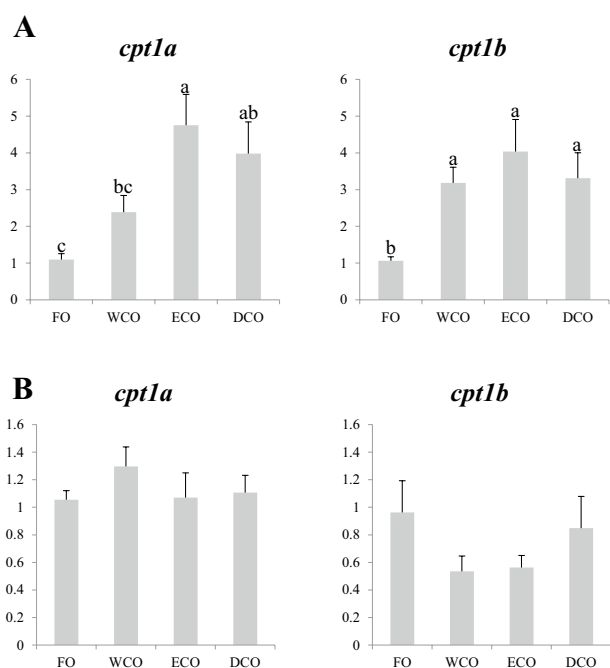 A
cpt1a cpt1b
6 6
a
5 5
ab a
4 a a 4
bc
3 3
2 2
c b
1 1
0 0
FO WCO ECO DCO FO WCO ECO DCO
B
cpt1a cpt1b
1.6 1.6
1.4 1.4
1.2 1.2
1 1
0.8 0.8
0.6 0.6
0.4 0.4
0.2 0.2
0 0
FO WCO ECO DCO FO WCO ECO DCO